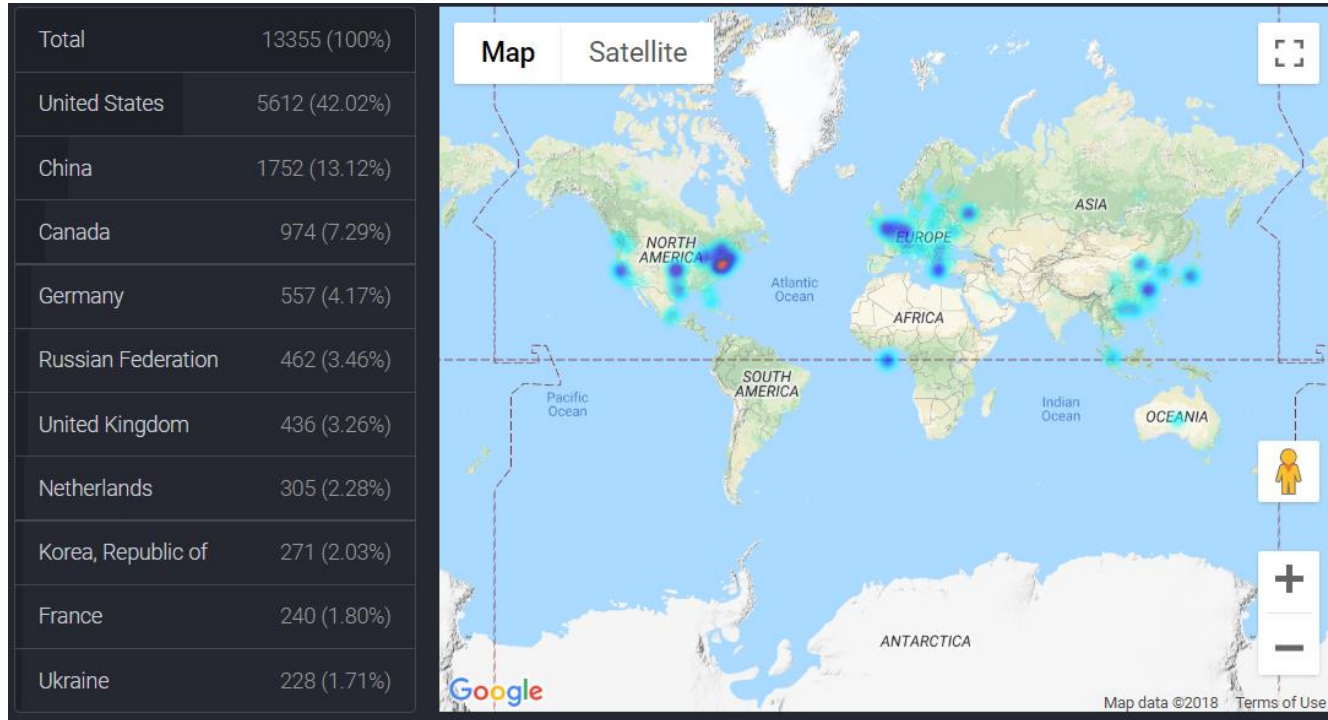 Total 13355 (100%)
United States 5612 (42.02%)
China 1752 (13.12%)
Canada 974 (7.29%)
Germany 557 (4.17%)
Russian Federation 462 (3.46%)
United Kingdom 436 (3.26%)
Netherlands 305 (2.28%)
Korea, Republic of 271 (2.03%)
France 240 (1.80%)
Ukraine 228 (1.71%)
Map Satellite
ASIA
NORTH
AMERICA
EUROPE
Atlantic
Ocean
AFRICA
SOUTH
AMERICA
Pacific
Ocean
Indian
Ocean
OCEANIA
ANTARCTICA
Google
Map data ©2018 Terms of Use